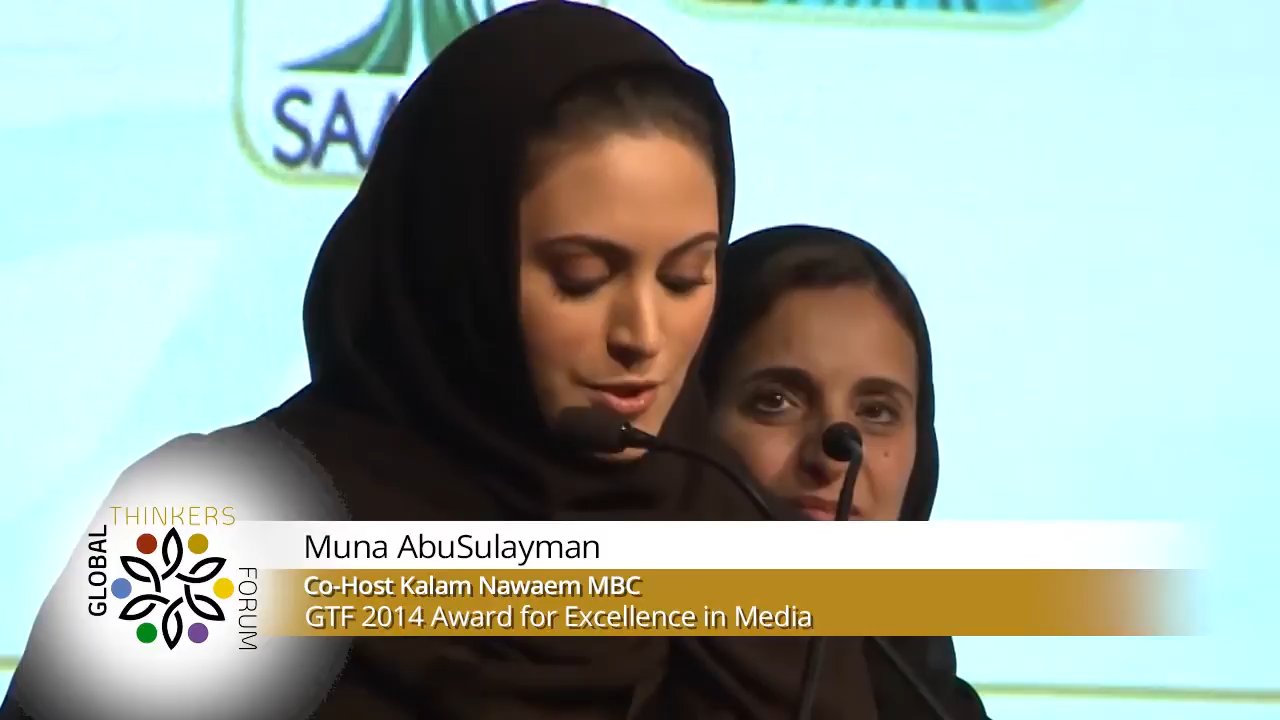 SAA
THINKERS
GLOBAL
FORUM
Muna AbuSulayman
Co-Host Kalam Nawaem MBC
GTF 2014 Award for Excellence in Media